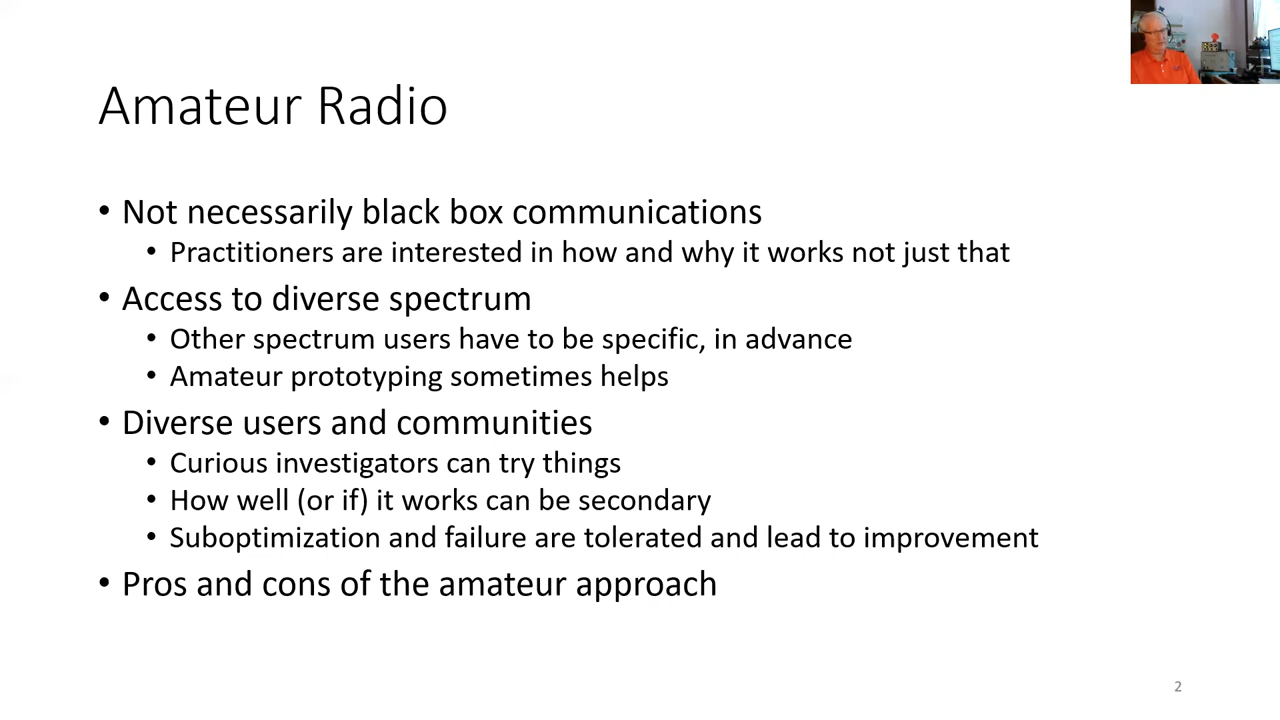 Amateur Radio
• Not necessarily black box communications
• Practitioners are interested in how and why it works not just that
• Access to diverse spectrum
• Other spectrum users have to be specific, in advance
• Amateur prototyping sometimes helps
• Diverse users and communities
• Curious investigators can try things
• How well (or if) it works can be secondary
• Suboptimization and failure are tolerated and lead to improvement
• Pros and cons of the amateur approach
2